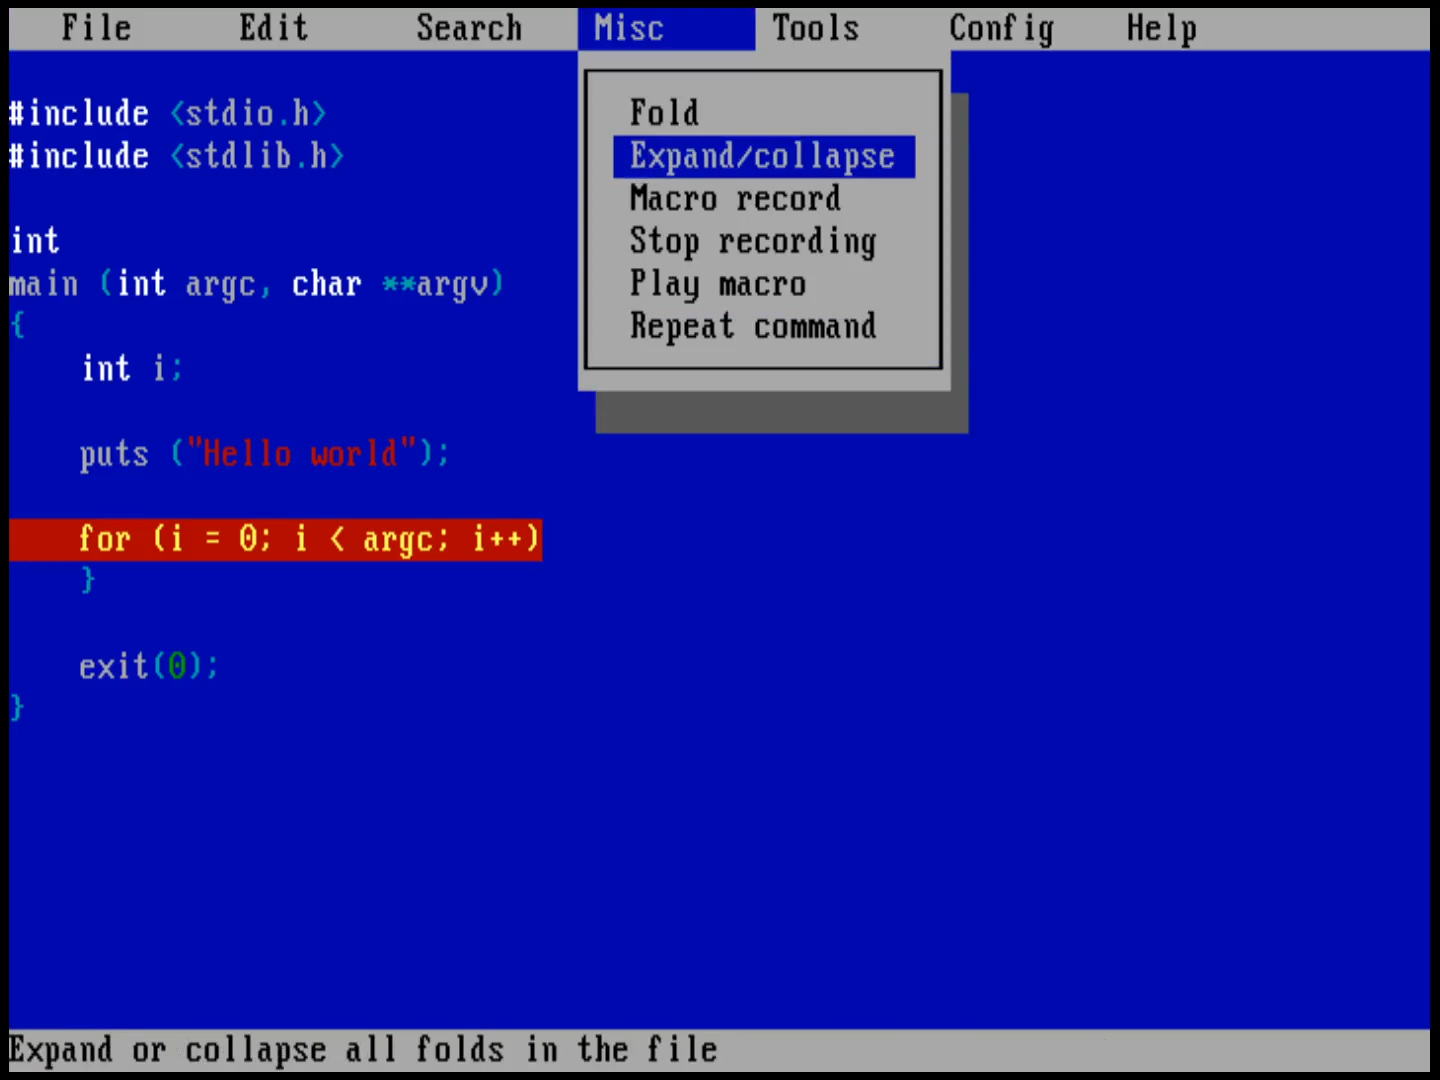 File Edit Search Misc Tools Config Help
#include <stdio.h>
#include <stdlib.h>
int
main (int argc, char **argv)
{
int i;
puts ("Hello world");
for (i = 0; i < argc; i++)
}
exit(0);
}
Fold
Expand/collapse
Macro record
Stop recording
Play macro
Repeat command
Expand or collapse all folds in the file